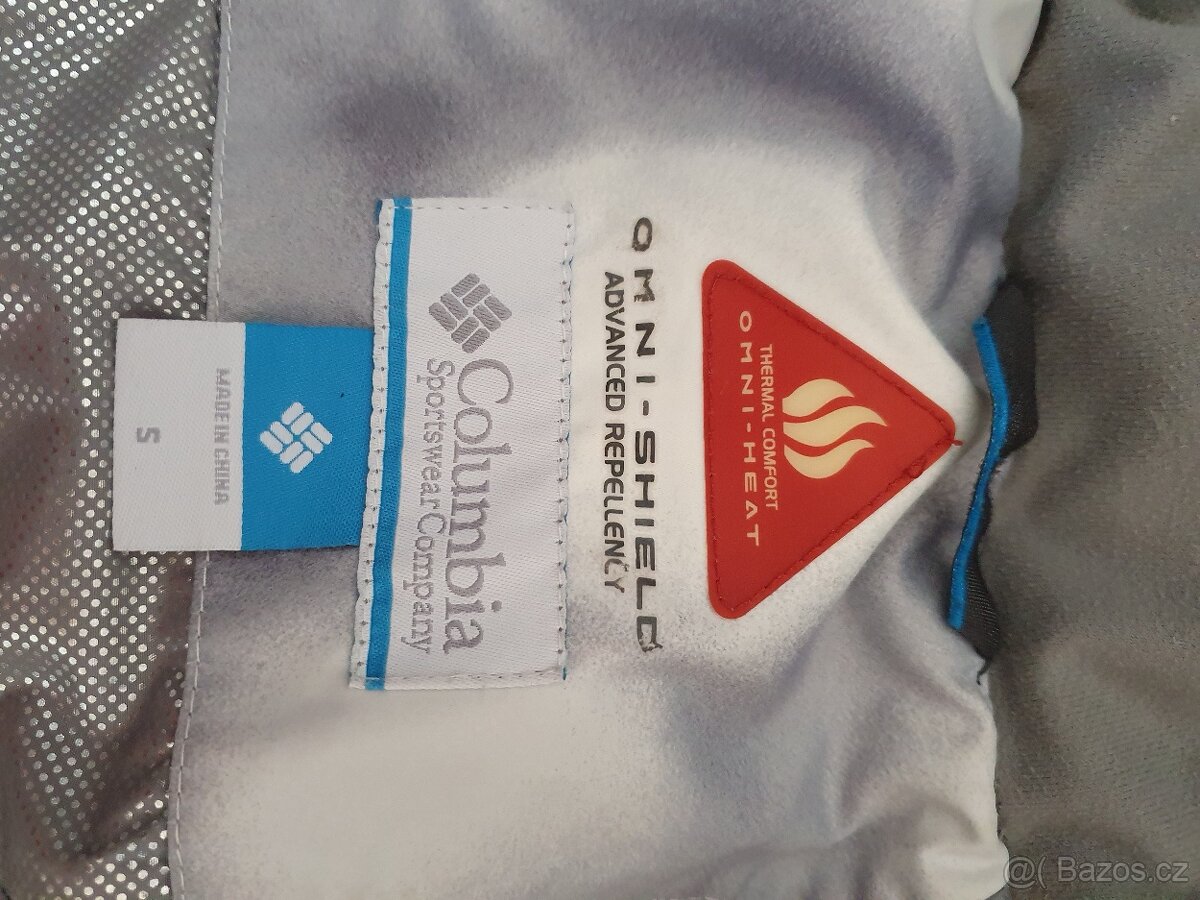 THERMAL COMFORT
OMNI-HEAT
OMNI-SHIELD
ADVANCED REPELLENCY
Columbia
Sportswear Company
MADE IN CHINA
S
@( Bazos.cz